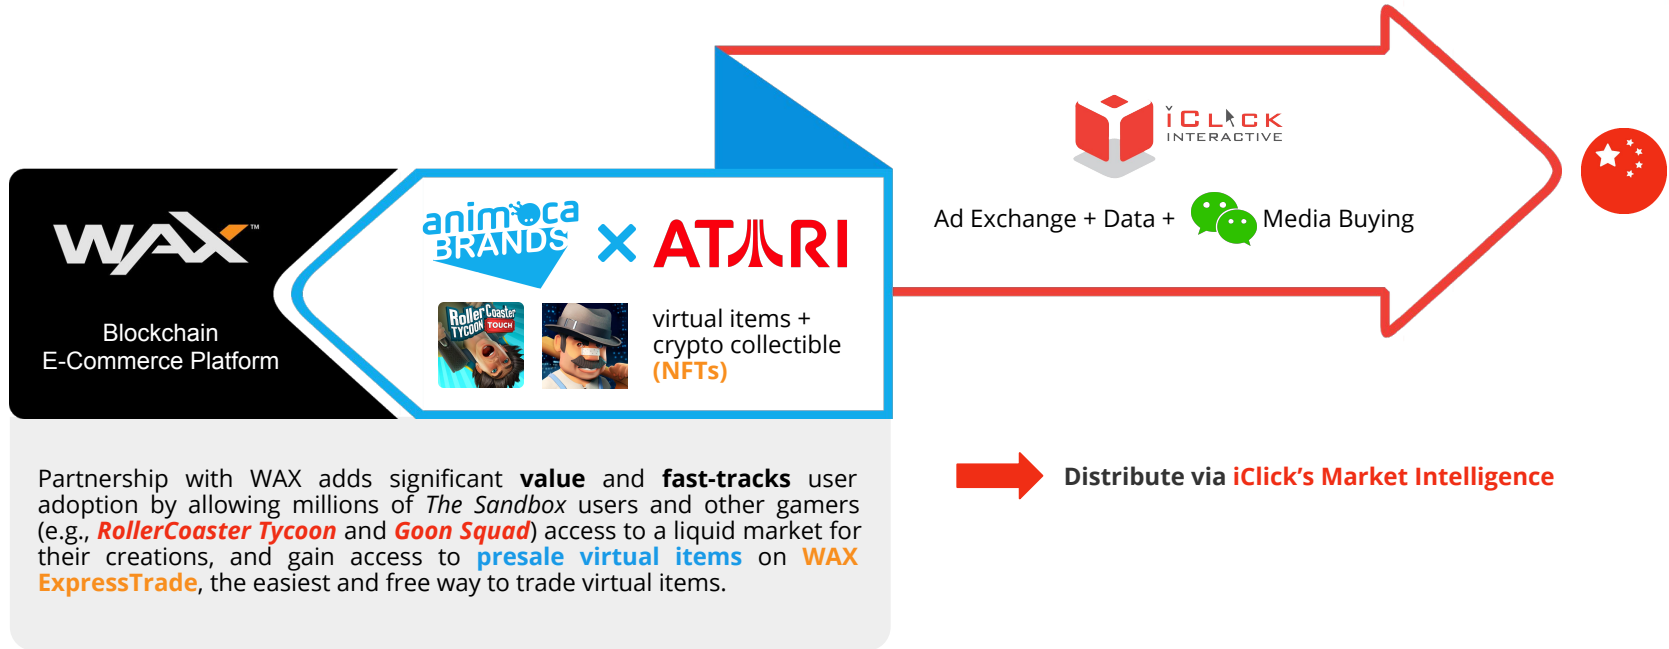 WAX™
Blockchain
E-Commerce Platform
animoca
BRANDS
ATARI
RollerCoaster
TYCOON TOUCH
virtual items +
crypto collectible
(NFTs)
iCLICK
INTERACTIVE
Ad Exchange + Data +
Media Buying
Partnership with WAX adds significant value and fast-tracks user
adoption by allowing millions of The Sandbox users and other gamers
(e.g., RollerCoaster Tycoon and Goon Squad) access to a liquid market for
their creations, and gain access to presale virtual items on WAX
ExpressTrade, the easiest and free way to trade virtual items.
Distribute via iClick’s Market Intelligence